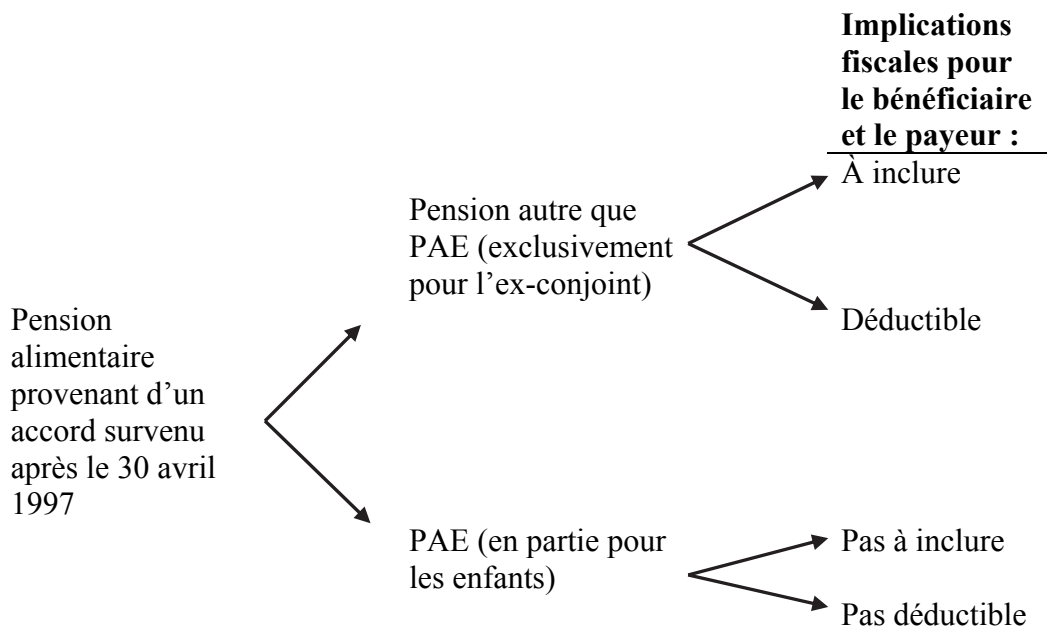 Implications
fiscales pour
le bénéficiaire
et le payeur :
À inclure
Pension autre que
PAE (exclusivement
pour l’ex-conjoint)
Déductible
Pension
alimentaire
provenant d’un
accord survenu
après le 30 avril
1997
PAE (en partie pour
les enfants)
Pas à inclure
Pas déductible